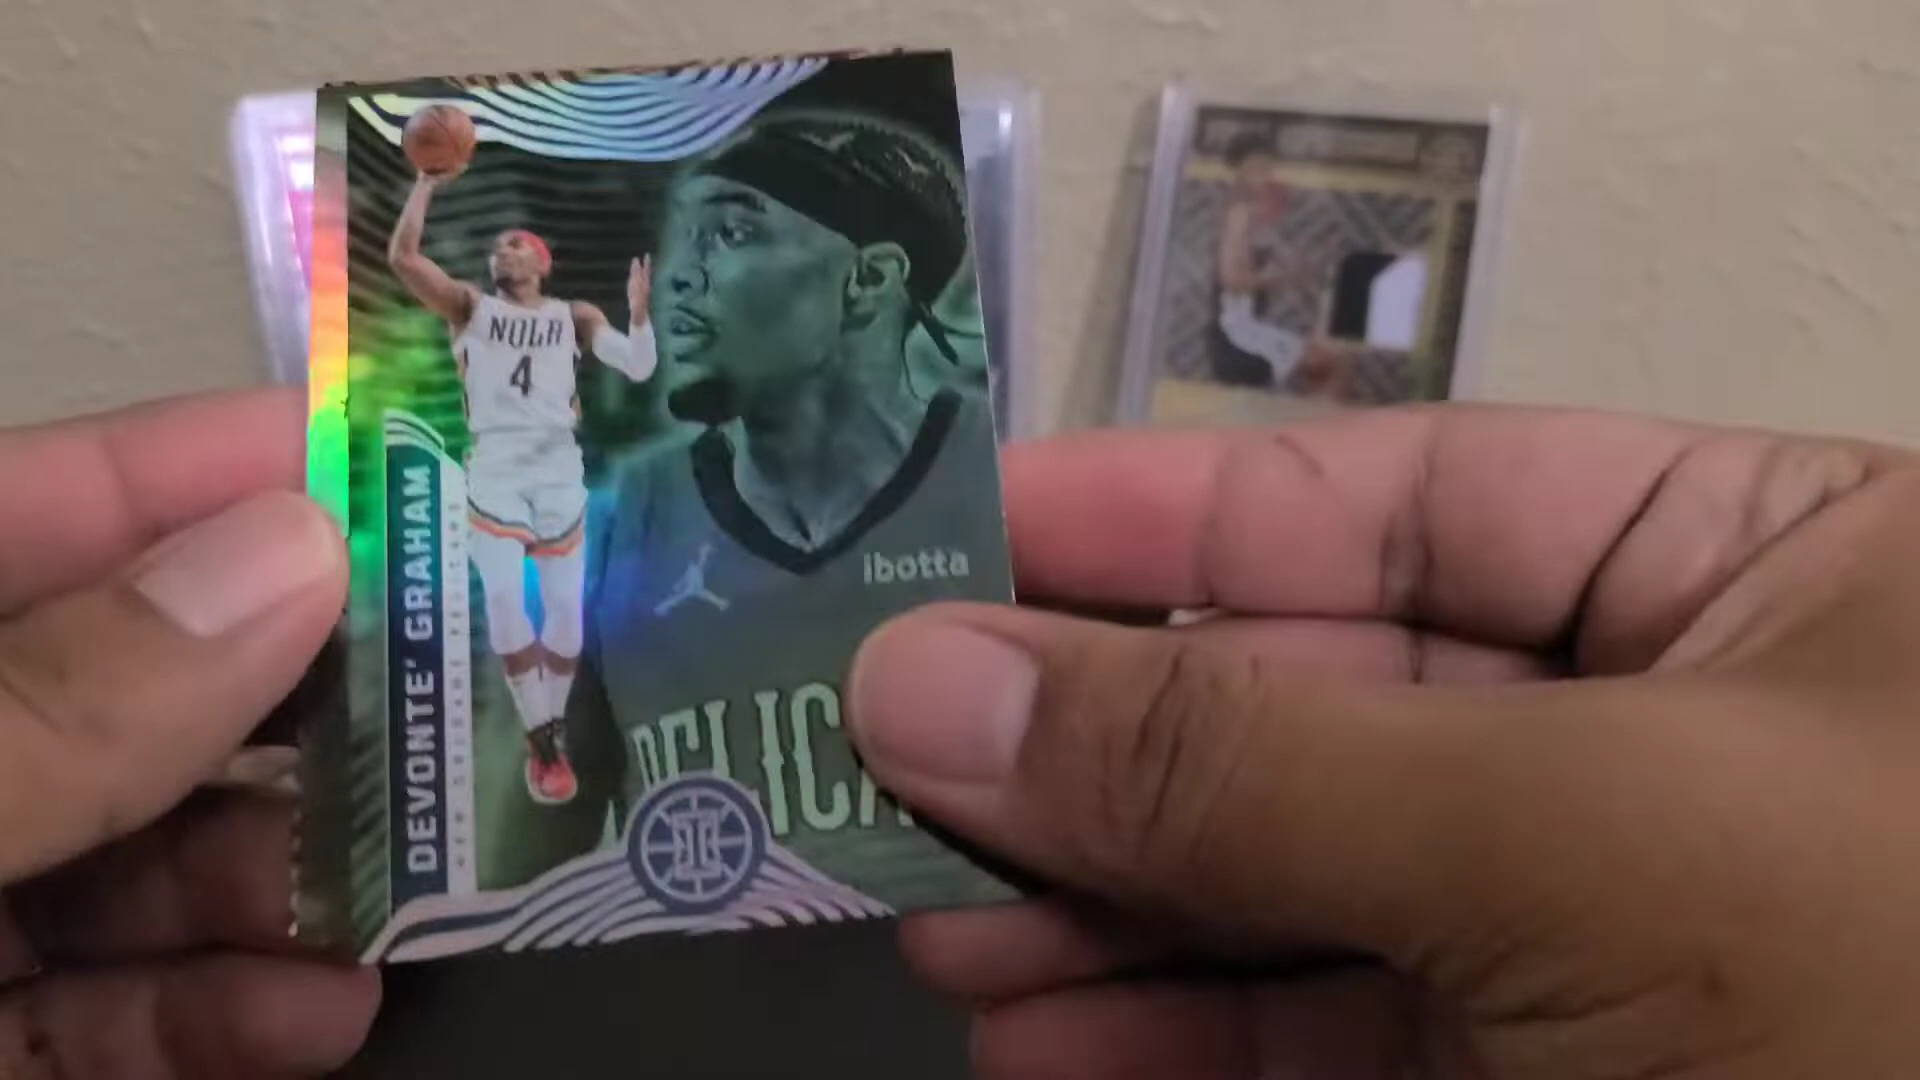 NOLA
4
DEVONTE' GRAHAM
NEW ORLEANS PELICANS
ibotta
PELICA